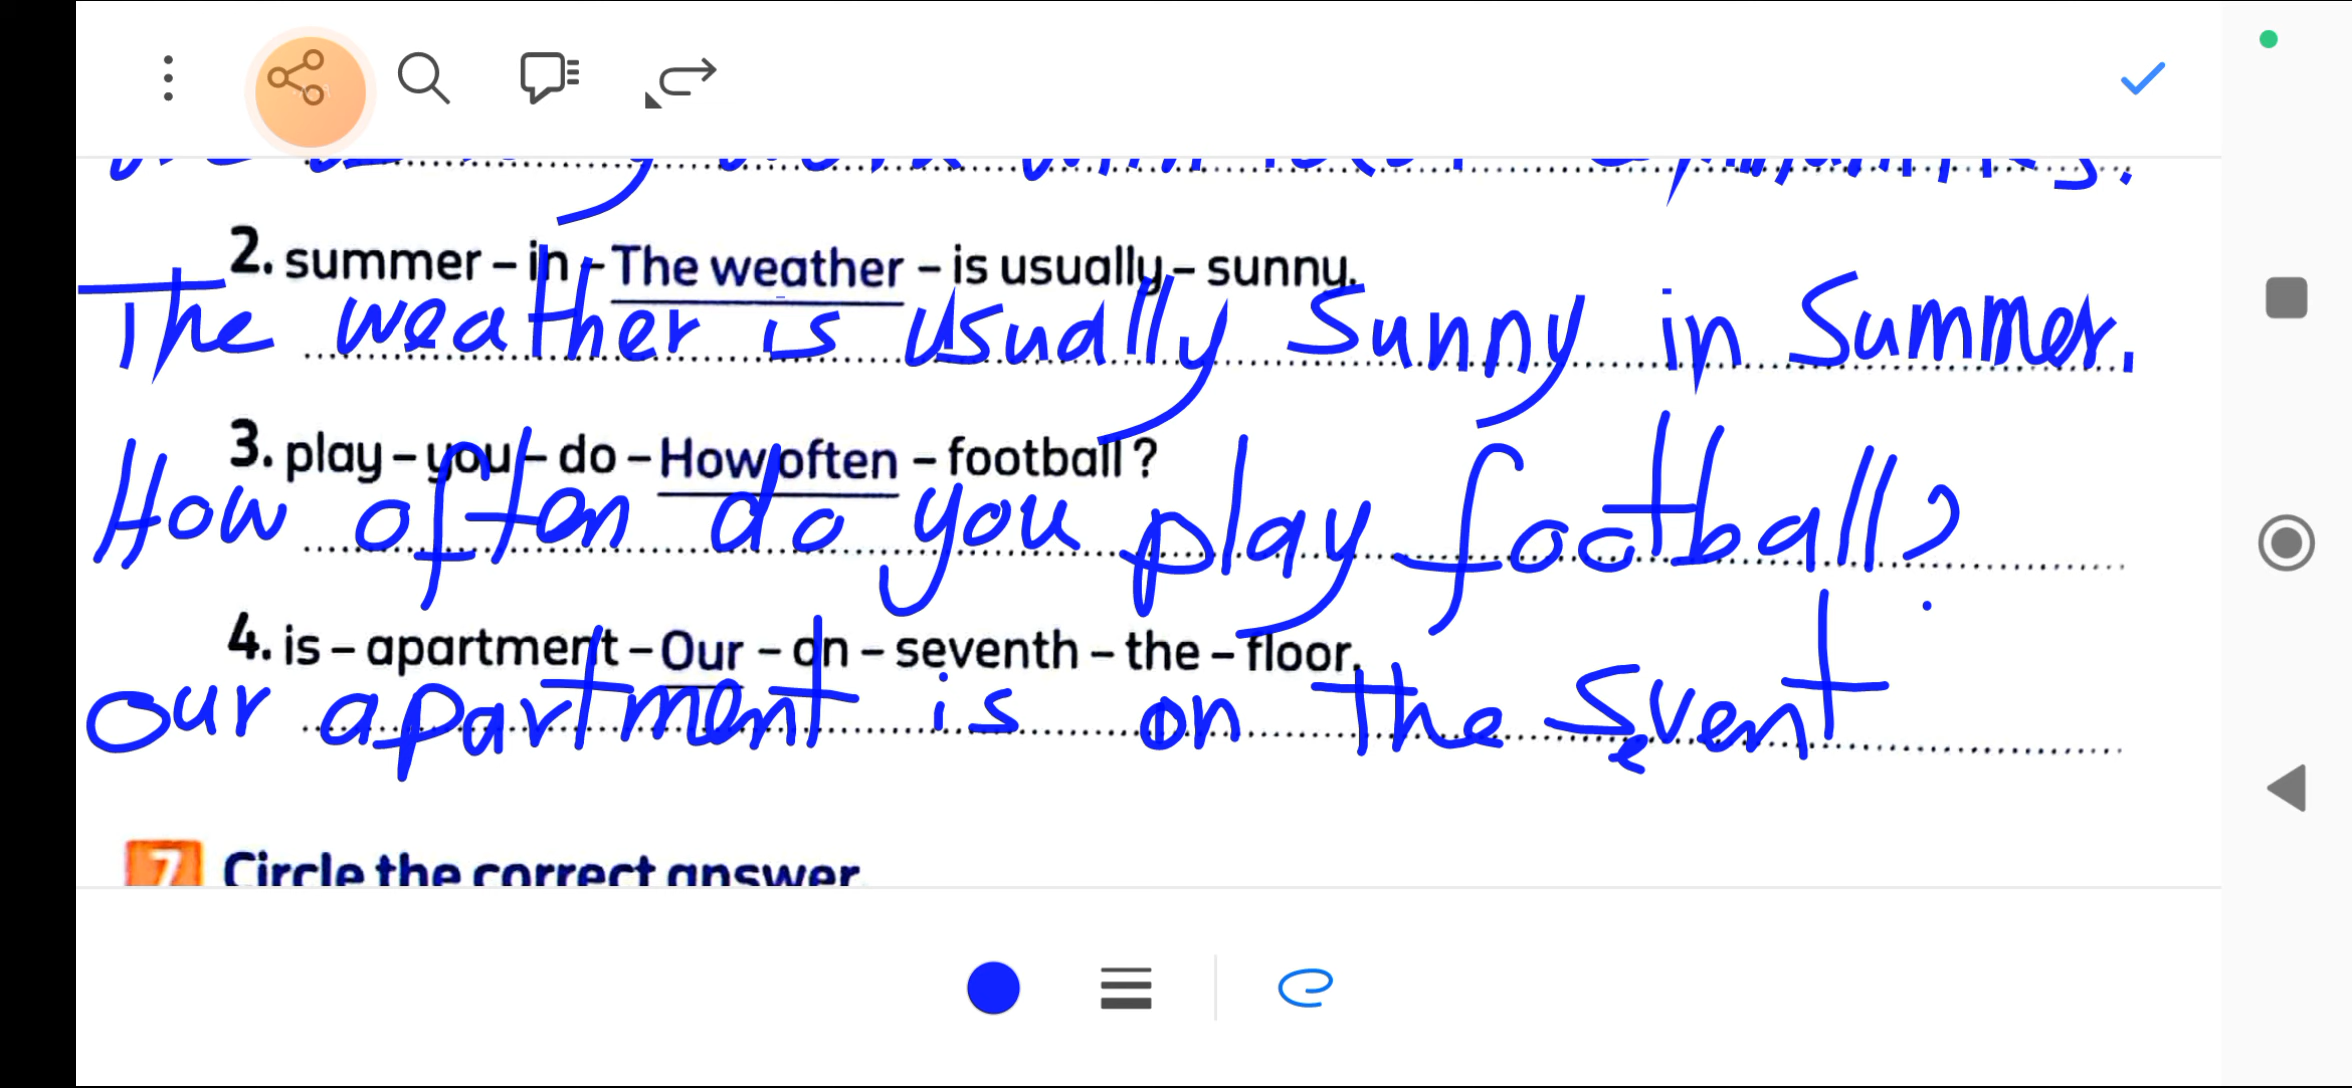 2. summer – in – The weather – is usually – sunny.
The weather is usually Sunny in Summer.
3. play – you – do – How often – football ?
How often do you play football?
4. is – apartment – Our – on – seventh – the – floor.
our apartment is on the Sevent
7 Circle the correct answer